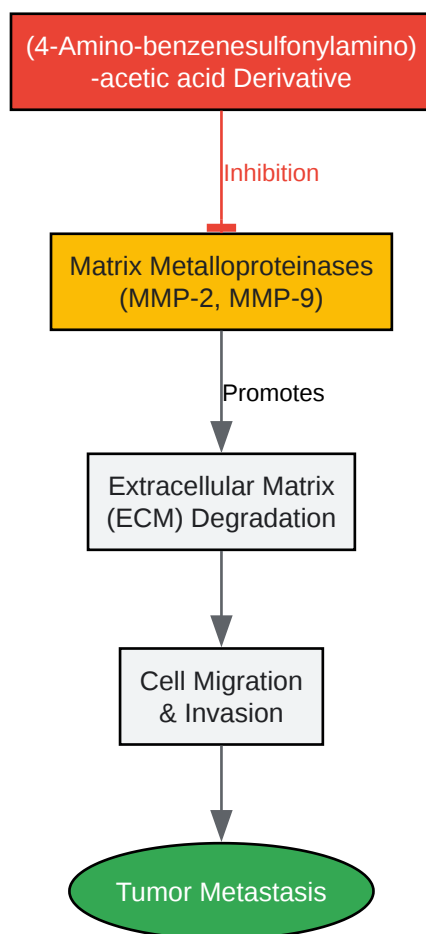 (4-Amino-benzenesulfonylamino)
-acetic acid Derivative
Inhibition
Matrix Metalloproteinases
(MMP-2, MMP-9)
Promotes
Extracellular Matrix
(ECM) Degradation
Cell Migration
& Invasion
Tumor Metastasis